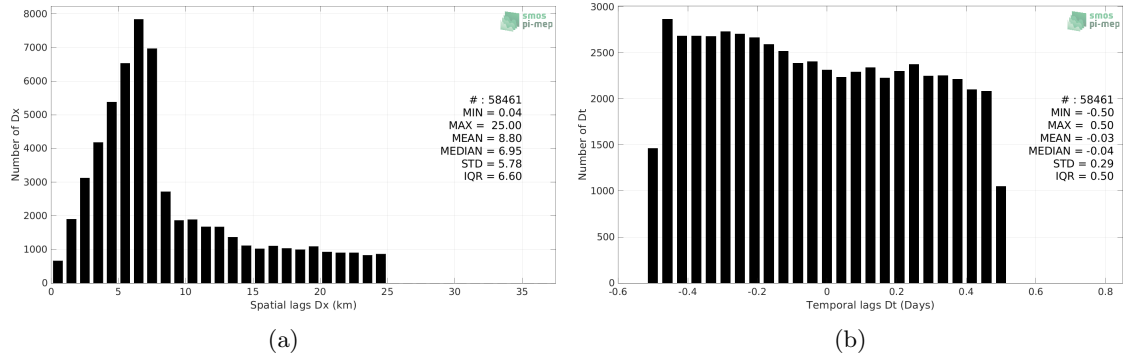 smos
pi-mep
8000
7000
6000
5000
4000
3000
2000
1000
0
Number of Dx
# : 58461
MIN = 0.04
MAX = 25.00
MEAN = 8.80
MEDIAN = 6.95
STD = 5.78
IQR = 6.60
0 5 10 15 20 25 30 35
Spatial lags Dx (km)
(a)
smos
pi-mep
3000
2500
2000
1500
1000
500
0
Number of Dt
# : 58461
MIN = -0.50
MAX = 0.50
MEAN = -0.03
MEDIAN = -0.04
STD = 0.29
IQR = 0.50
-0.6 -0.4 -0.2 0 0.2 0.4 0.6 0.8
Temporal lags Dt (Days)
(b)